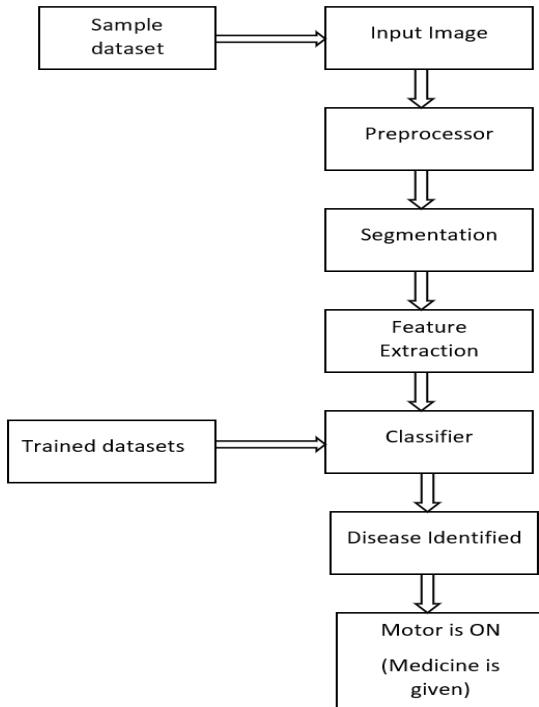 Sample
dataset
Input Image
Preprocessor
Segmentation
Feature
Extraction
Trained datasets
Classifier
Disease Identified
Motor is ON
(Medicine is
given)